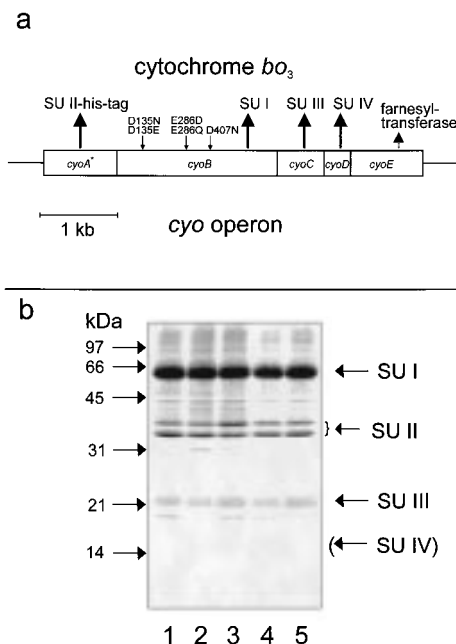 a
cytochrome bo₃
SU II-his-tag
D135N
D135E
E286D
E286Q
D407N
SU I
SU III
SU IV
farnesyl-
transferase
cyoA*
cyoB
cyoC
cyoD
cyoE
1 kb
cyo operon
b
kDa
97
66
45
31
21
14
SU I
SU II
SU III
(SU IV)
1 2 3 4 5